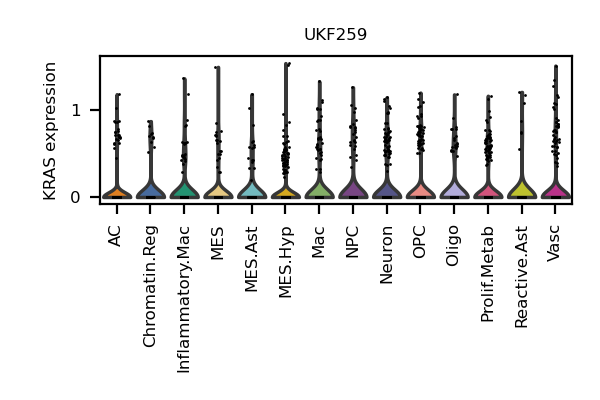 UKF259
KRAS expression
1
0
AC
Chromatin.Reg
Inflammatory.Mac
MES
MES.Ast
MES.Hyp
Mac
NPC
Neuron
OPC
Oligo
Prolif.Metab
Reactive.Ast
Vasc